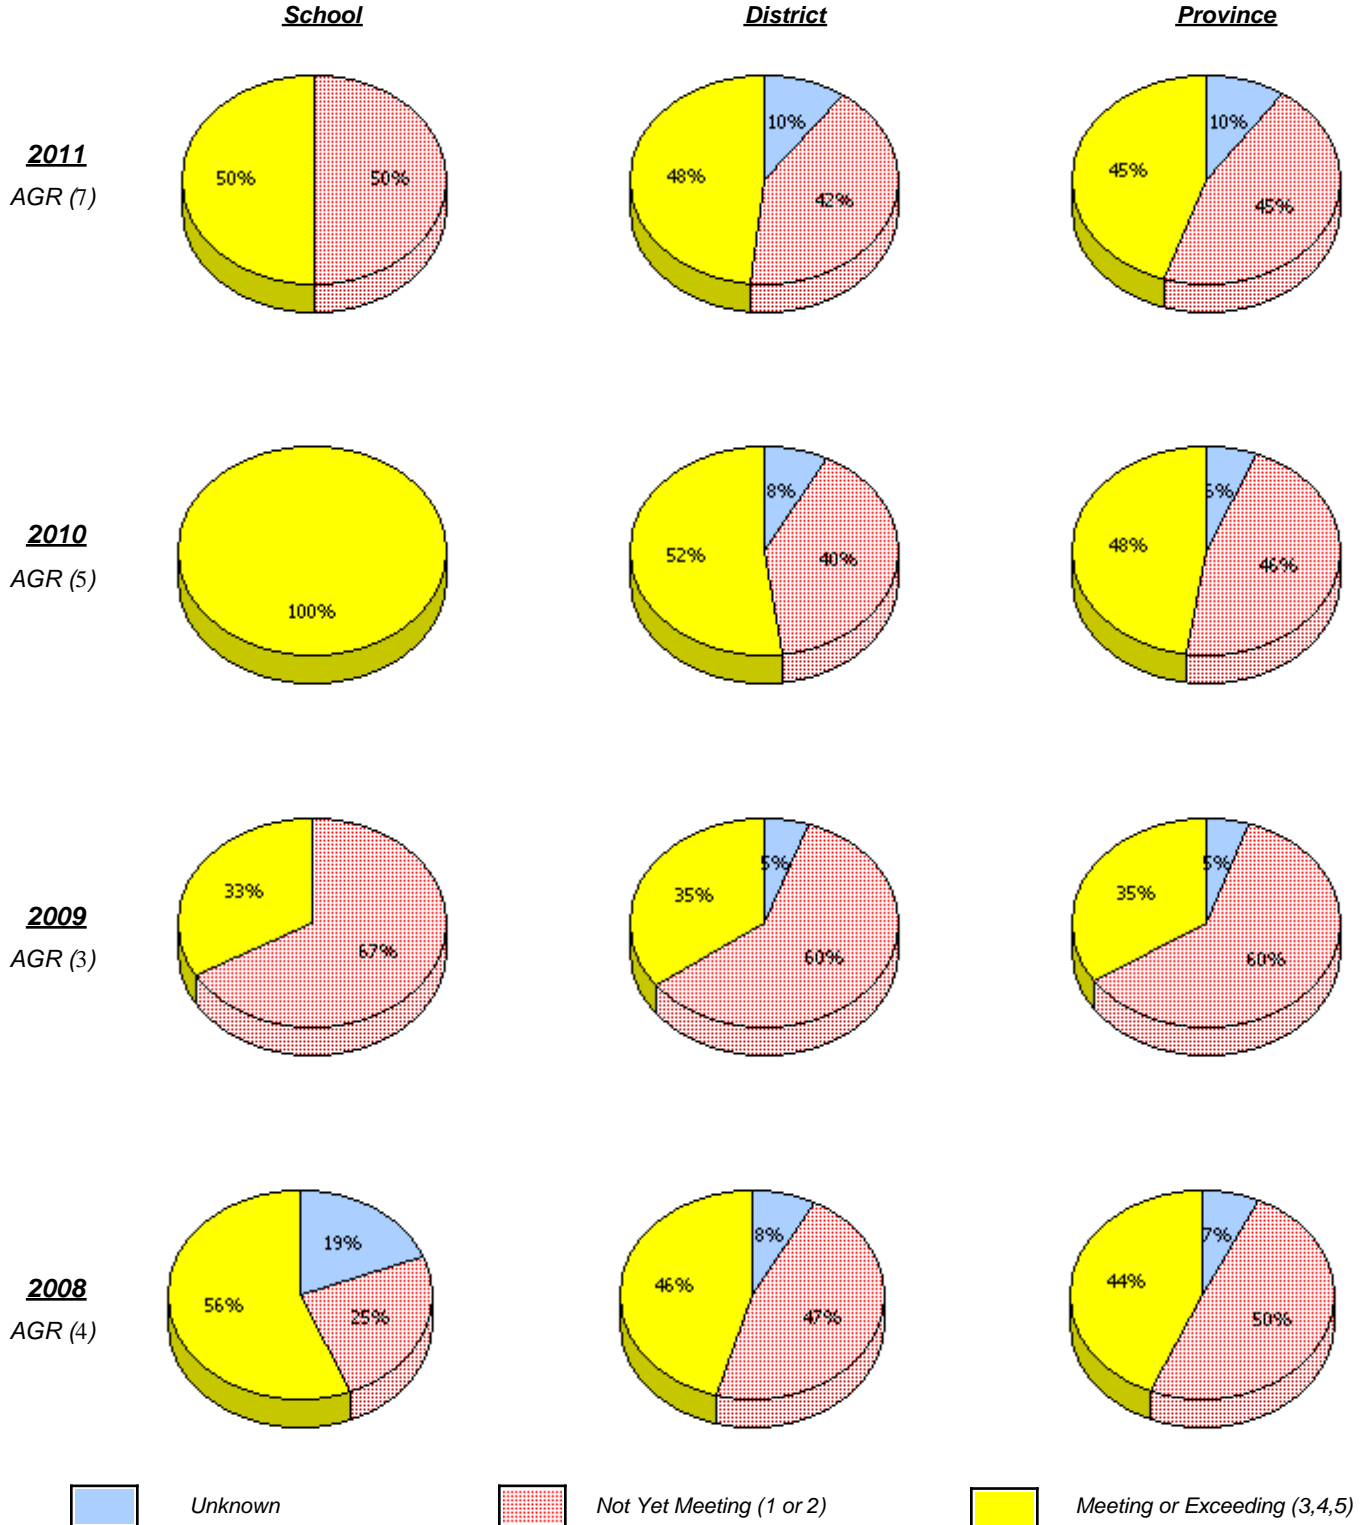 School District Province
50% 50% 48% 10% 42% 45% 10% 45%
2011
AGR (7)
100% 52% 8% 40% 48% 46%
2010
AGR (5)
33% 67% 35% 5% 60% 35% 5% 60%
2009
AGR (3)
56% 19% 25% 46% 8% 47% 44% 7% 50%
2008
AGR (4)
Unknown Not Yet Meeting (1 or 2) Meeting or Exceeding (3,4,5)